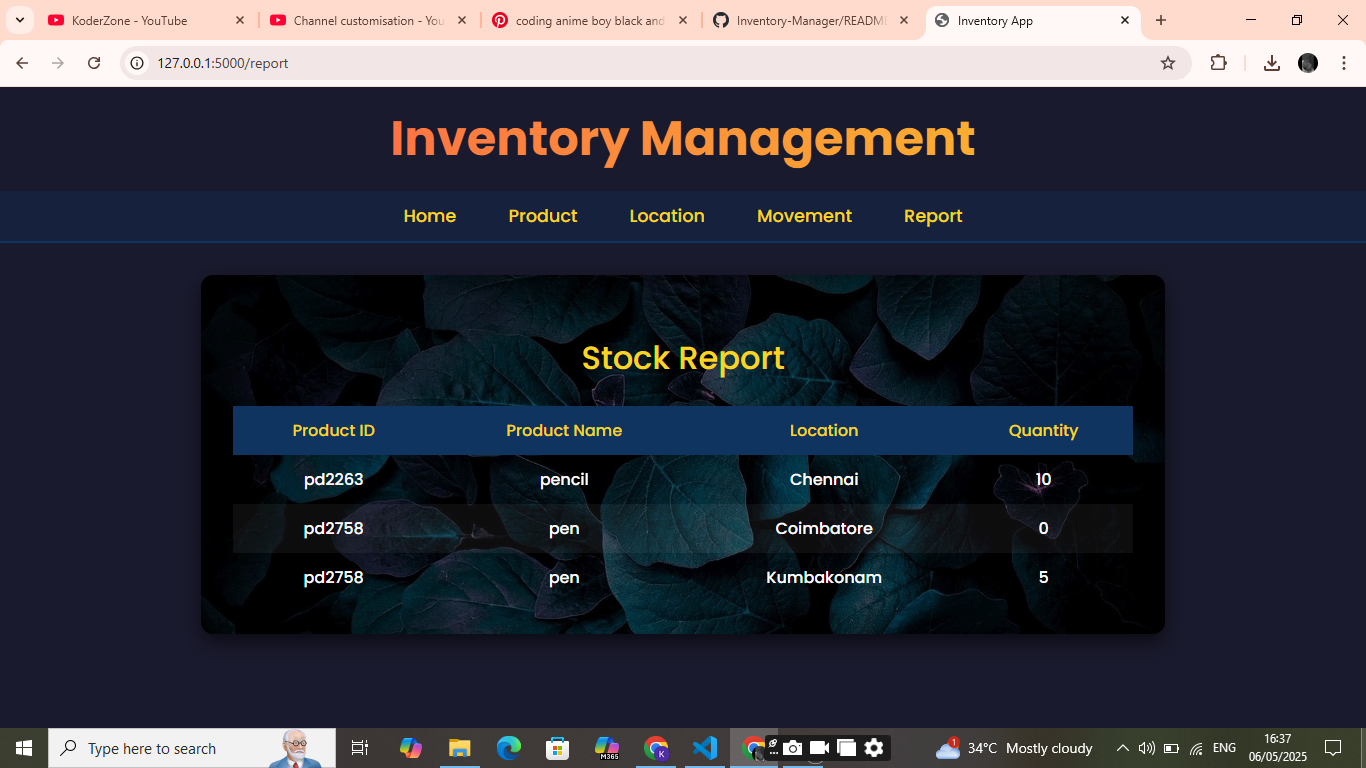 KoderZone - YouTube
Channel customisation - You
coding anime boy black and
Inventory-Manager/README
Inventory App
127.0.0.1:5000/report
Inventory Management
Home Product Location Movement Report
Stock Report
Product ID Product Name Location Quantity
pd2263 pencil Chennai 10
pd2758 pen Coimbatore 0
pd2758 pen Kumbakonam 5
Type here to search
M365
K
1
34°C Mostly cloudy
ENG
16:37
06/05/2025